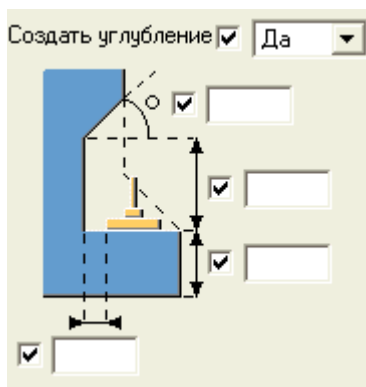 Создать углубление Да